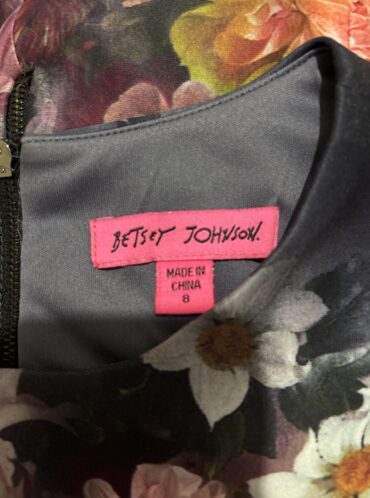 BETSEY JOHNSON.
MADE IN
CHINA
8